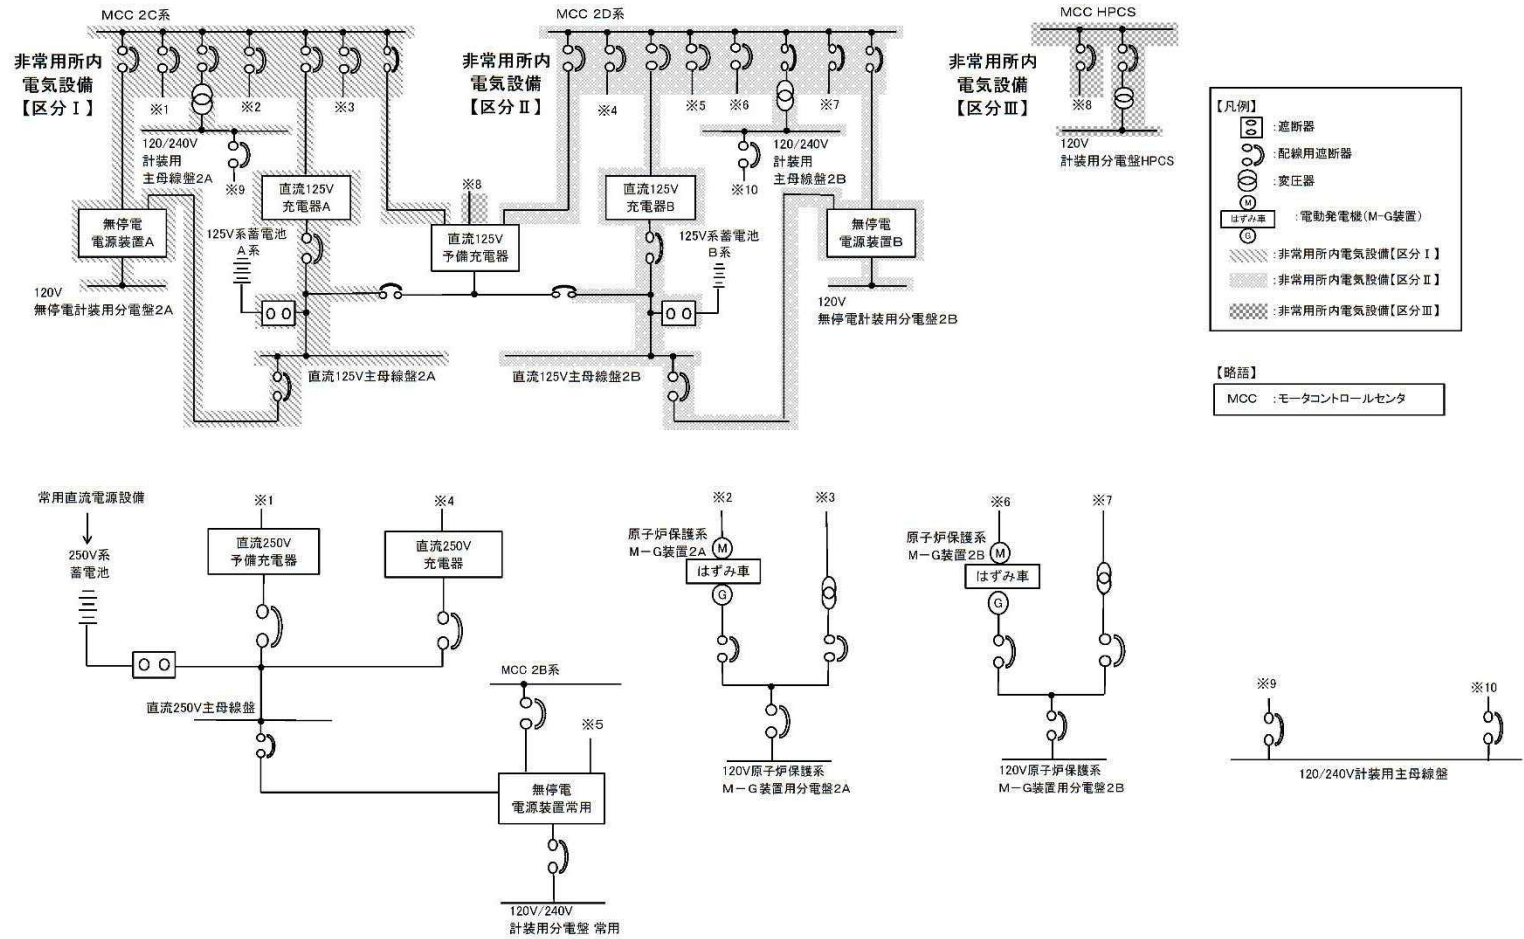 MCC 2C系
MCC 2D系
MCC HPCS
非常用所内
電気設備
【区分Ⅰ】
※1
※2
※3
120/240V
計装用
主母線盤2A
※9
非常用所内
電気設備
【区分Ⅱ】
※4
※5
※6
※7
120/240V
計装用
主母線盤2B
※10
非常用所内
電気設備
【区分Ⅲ】
※8
120V
計装用分電盤HPCS
無停電
電源装置A
直流125V
充電器A
※8
直流125V
予備充電器
直流125V
充電器B
無停電
電源装置B
125V系蓄電池
A系
125V系蓄電池
B系
120V
無停電計装用分電盤2A
120V
無停電計装用分電盤2B
直流125V主母線盤2A
直流125V主母線盤2B
【凡例】
:遮断器
:配線用遮断器
:変圧器
M
はずみ車
G
:電動発電機(M-G装置)
:非常用所内電気設備【区分Ⅰ】
:非常用所内電気設備【区分Ⅱ】
:非常用所内電気設備【区分Ⅲ】
【略語】
MCC :モータコントロールセンタ
常用直流電源設備
250V系
蓄電池
※1
直流250V
予備充電器
※4
直流250V
充電器
直流250V主母線盤
MCC 2B系
※5
無停電
電源装置常用
120V/240V
計装用分電盤 常用
※2
※3
原子炉保護系
M-G装置2A
M
はずみ車
G
120V原子炉保護系
M-G装置用分電盤2A
※6
※7
原子炉保護系
M-G装置2B
M
はずみ車
G
120V原子炉保護系
M-G装置用分電盤2B
※9
※10
120/240V計装用主母線盤